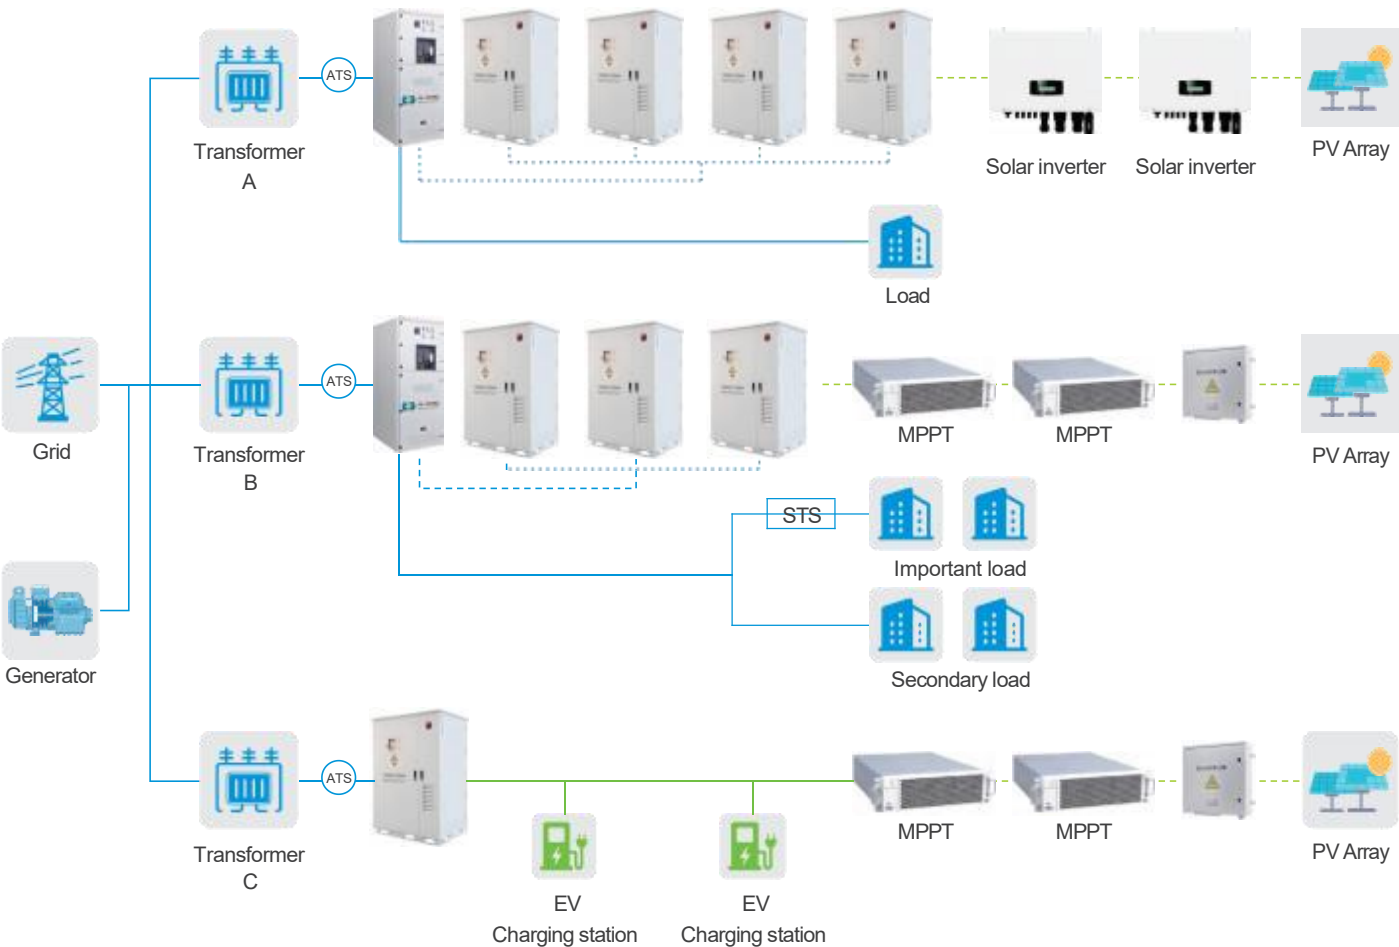 ATS
Transformer
A
Solar inverter
Solar inverter
PV Array
Load
Grid
ATS
Transformer
B
MPPT
MPPT
PV Array
STS
Important load
Secondary load
Generator
ATS
Transformer
C
MPPT
MPPT
PV Array
EV
Charging station
EV
Charging station